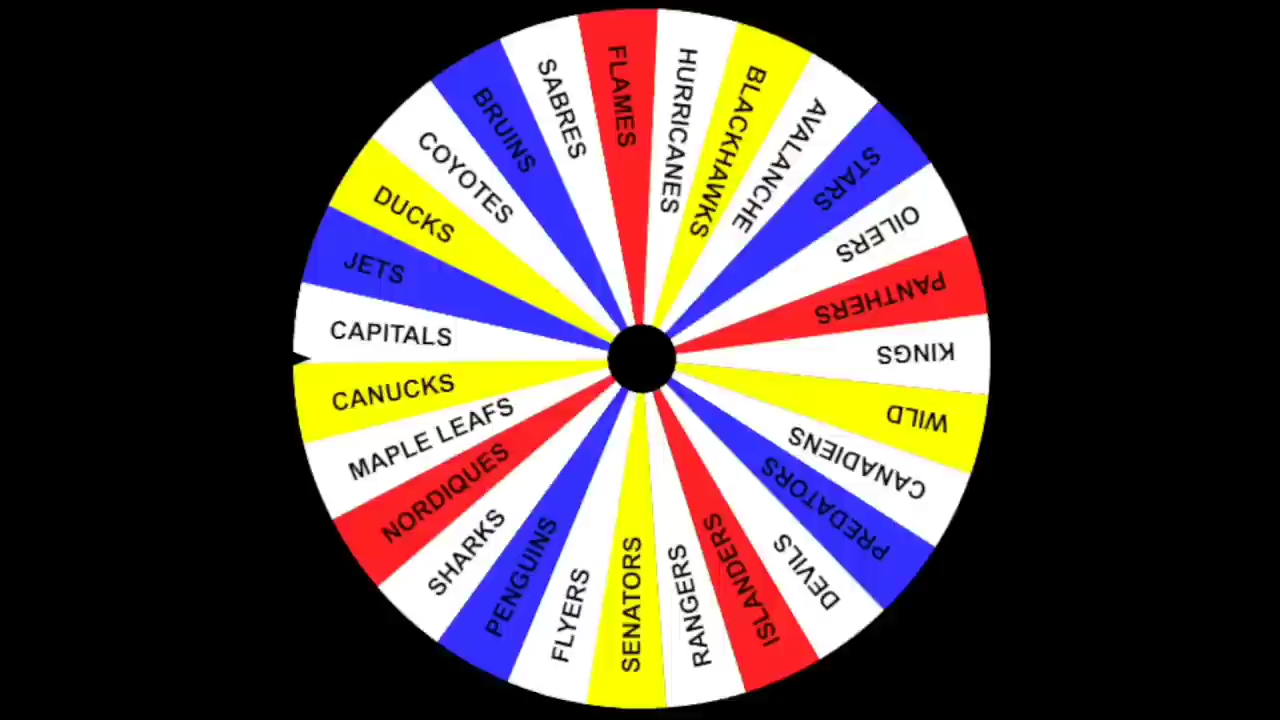 FLAMES
HURRICANES
BLACKHAWKS
AVALANCHE
STARS
OILERS
PANTHERS
KINGS
WILD
CANADIENS
PREDATORS
DEVILS
ISLANDERS
RANGERS
SENATORS
FLYERS
PENGUINS
SHARKS
NORDIQUES
MAPLE LEAFS
CANUCKS
CAPITALS
JETS
DUCKS
COYOTES
BRUINS
SABRES